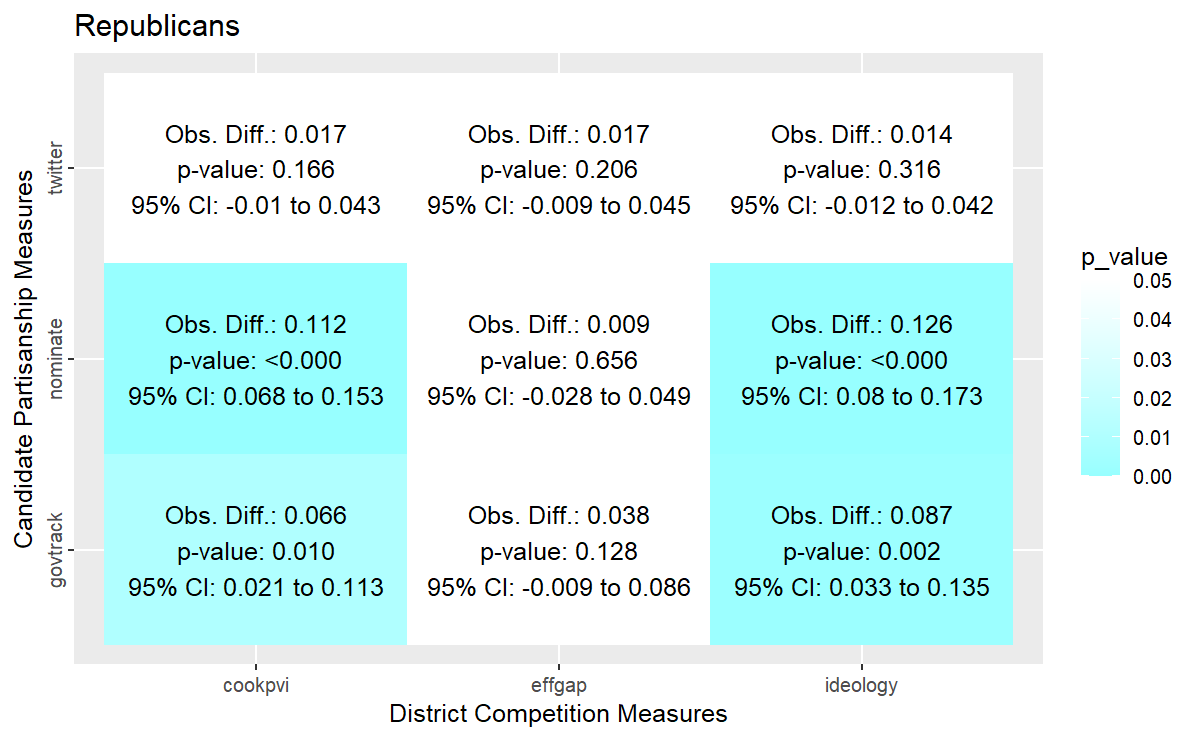 Republicans
Candidate Partisanship Measures
twitter
Obs. Diff.: 0.017
p-value: 0.166
95% CI: -0.01 to 0.043
Obs. Diff.: 0.017
p-value: 0.206
95% CI: -0.009 to 0.045
Obs. Diff.: 0.014
p-value: 0.316
95% CI: -0.012 to 0.042
nominate
Obs. Diff.: 0.112
p-value: <0.000
95% CI: 0.068 to 0.153
Obs. Diff.: 0.009
p-value: 0.656
95% CI: -0.028 to 0.049
Obs. Diff.: 0.126
p-value: <0.000
95% CI: 0.08 to 0.173
govtrack
Obs. Diff.: 0.066
p-value: 0.010
95% CI: 0.021 to 0.113
Obs. Diff.: 0.038
p-value: 0.128
95% CI: -0.009 to 0.086
Obs. Diff.: 0.087
p-value: 0.002
95% CI: 0.033 to 0.135
cookpvi
effgap
ideology
District Competition Measures
p_value
0.05
0.04
0.03
0.02
0.01
0.00